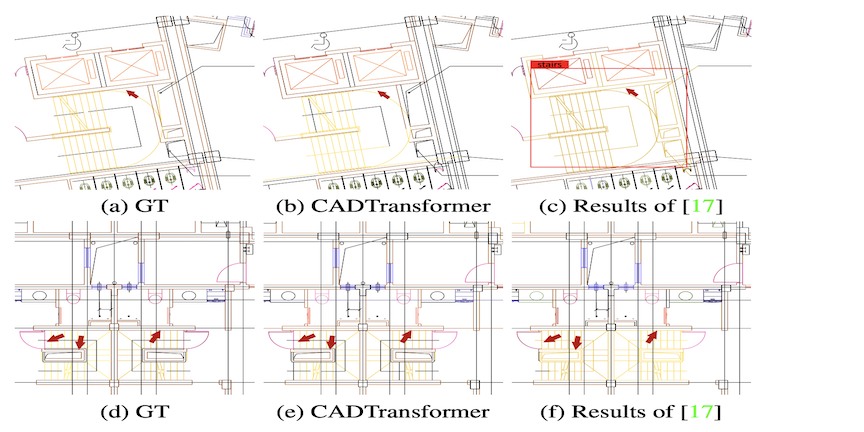 stairs
(a) GT
(b) CADTransformer
(c) Results of [17]
(d) GT
(e) CADTransformer
(f) Results of [17]